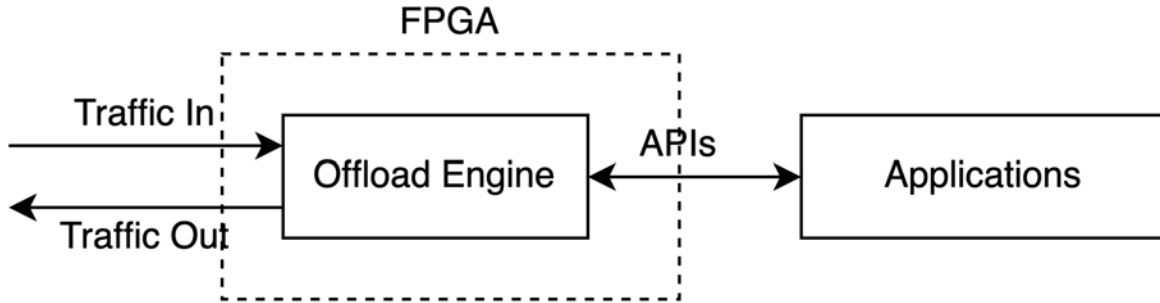 FPGA
Traffic In
Offload Engine
APIs
Applications
Traffic Out